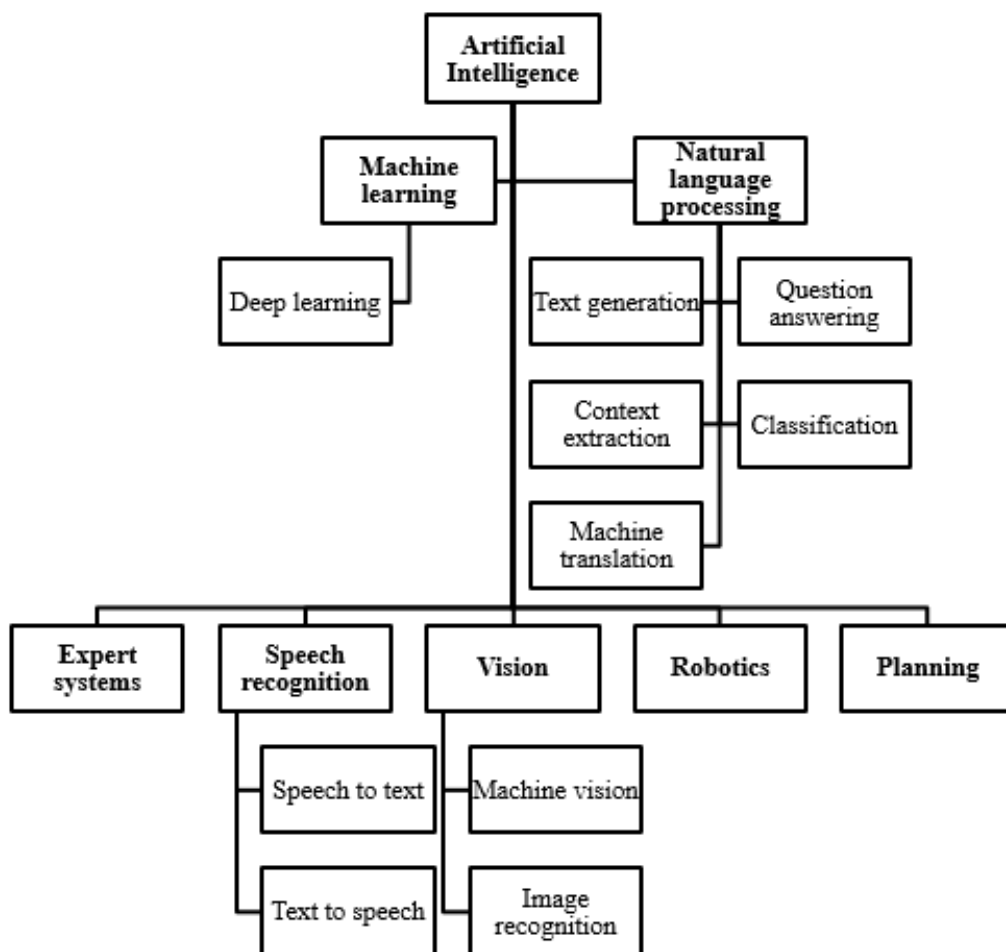 Artificial
Intelligence
Machine
learning
Natural
language
processing
Deep learning
Text generation
Question
answering
Context
extraction
Classification
Machine
translation
Expert
systems
Speech
recognition
Vision
Robotics
Planning
Speech to text
Machine vision
Text to speech
Image
recognition